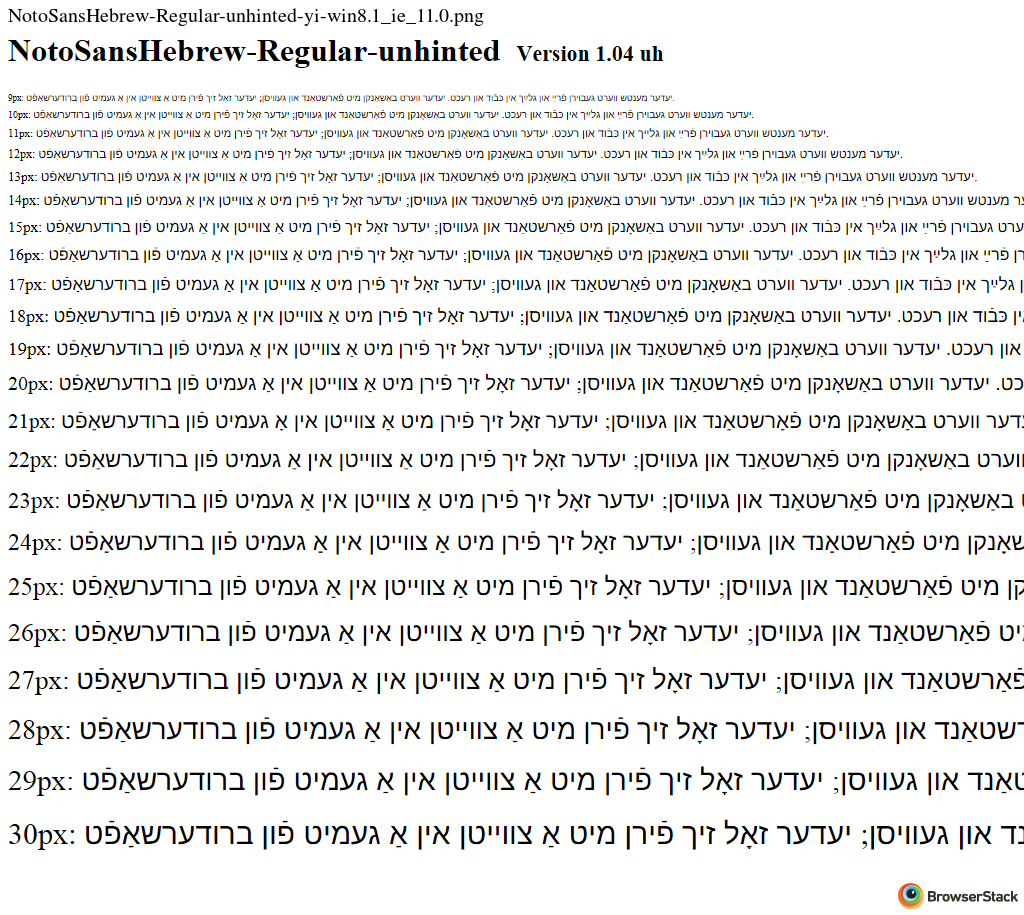 NotoSansHebrew-Regular-unhinted-yi-win8.1_ie_11.0.png
NotoSansHebrew-Regular-unhinted Version 1.04 uh
9px: יעדער מענטש ווערט געבוירן פֿרײַ און גלייך אין כּבֿוד און רעכט. יעדער ווערט באַשאָנקן מיט פֿאַרשטאַנד און געוויסן; יעדער זאָל זיך פֿירן מיט אַ צווייטן אין אַ געמיט פֿון ברודערשאַפֿט.
10px: יעדער מענטש ווערט געבוירן פֿרײַ און גלייך אין כּבֿוד און רעכט. יעדער ווערט באַשאָנקן מיט פֿאַרשטאַנד און געוויסן; יעדער זאָל זיך פֿירן מיט אַ צווייטן אין אַ געמיט פֿון ברודערשאַפֿט.
11px: יעדער מענטש ווערט געבוירן פֿרײַ און גלייך אין כּבֿוד און רעכט. יעדער ווערט באַשאָנקן מיט פֿאַרשטאַנד און געוויסן; יעדער זאָל זיך פֿירן מיט אַ צווייטן אין אַ געמיט פֿון ברודערשאַפֿט.
12px: יעדער מענטש ווערט געבוירן פֿרײַ און גלייך אין כּבֿוד און רעכט. יעדער ווערט באַשאָנקן מיט פֿאַרשטאַנד און געוויסן; יעדער זאָל זיך פֿירן מיט אַ צווייטן אין אַ געמיט פֿון ברודערשאַפֿט.
13px: יעדער מענטש ווערט געבוירן פֿרײַ און גלייך אין כּבֿוד און רעכט. יעדער ווערט באַשאָנקן מיט פֿאַרשטאַנד און געוויסן; יעדער זאָל זיך פֿירן מיט אַ צווייטן אין אַ געמיט פֿון ברודערשאַפֿט.
14px: מענטש ווערט געבוירן פֿרײַ און גלייך אין כּבֿוד און רעכט. יעדער ווערט באַשאָנקן מיט פֿאַרשטאַנד און געוויסן; יעדער זאָל זיך פֿירן מיט אַ צווייטן אין אַ געמיט פֿון ברודערשאַפֿט
15px: ערט געבוירן פֿרײַ און גלייך אין כּבֿוד און רעכט. יעדער ווערט באַשאָנקן מיט פֿאַרשטאַנד און געוויסן; יעדער זאָל זיך פֿירן מיט אַ צווייטן אין אַ געמיט פֿון ברודערשאַפֿט
16px: רן פֿרײַ און גלייך אין כּבֿוד און רעכט. יעדער ווערט באַשאָנקן מיט פֿאַרשטאַנד און געוויסן; יעדער זאָל זיך פֿירן מיט אַ צווייטן אין אַ געמיט פֿון ברודערשאַפֿט
17px: ן גלייך אין כּבֿוד און רעכט. יעדער ווערט באַשאָנקן מיט פֿאַרשטאַנד און געוויסן; יעדער זאָל זיך פֿירן מיט אַ צווייטן אין אַ געמיט פֿון ברודערשאַפֿט
18px: ין כּבֿוד און רעכט. יעדער ווערט באַשאָנקן מיט פֿאַרשטאַנד און געוויסן; יעדער זאָל זיך פֿירן מיט אַ צווייטן אין אַ געמיט פֿון ברודערשאַפֿט
19px: און רעכט. יעדער ווערט באַשאָנקן מיט פֿאַרשטאַנד און געוויסן; יעדער זאָל זיך פֿירן מיט אַ צווייטן אין אַ געמיט פֿון ברודערשאַפֿט
20px: כט. יעדער ווערט באַשאָנקן מיט פֿאַרשטאַנד און געוויסן; יעדער זאָל זיך פֿירן מיט אַ צווייטן אין אַ געמיט פֿון ברודערשאַפֿט
21px: דער ווערט באַשאָנקן מיט פֿאַרשטאַנד און געוויסן; יעדער זאָל זיך פֿירן מיט אַ צווייטן אין אַ געמיט פֿון ברודערשאַפֿט
22px: ווערט באַשאָנקן מיט פֿאַרשטאַנד און געוויסן; יעדער זאָל זיך פֿירן מיט אַ צווייטן אין אַ געמיט פֿון ברודערשאַפֿט
23px: באַשאָנקן מיט פֿאַרשטאַנד און געוויסן; יעדער זאָל זיך פֿירן מיט אַ צווייטן אין אַ געמיט פֿון ברודערשאַפֿט
24px: שאָנקן מיט פֿאַרשטאַנד און געוויסן; יעדער זאָל זיך פֿירן מיט אַ צווייטן אין אַ געמיט פֿון ברודערשאַפֿט
25px: קן מיט פֿאַרשטאַנד און געוויסן; יעדער זאָל זיך פֿירן מיט אַ צווייטן אין אַ געמיט פֿון ברודערשאַפֿט
26px: יט פֿאַרשטאַנד און געוויסן; יעדער זאָל זיך פֿירן מיט אַ צווייטן אין אַ געמיט פֿון ברודערשאַפֿט
27px: פֿאַרשטאַנד און געוויסן; יעדער זאָל זיך פֿירן מיט אַ צווייטן אין אַ געמיט פֿון ברודערשאַפֿט
28px: רשטאַנד און געוויסן; יעדער זאָל זיך פֿירן מיט אַ צווייטן אין אַ געמיט פֿון ברודערשאַפֿט
29px: טאַנד און געוויסן; יעדער זאָל זיך פֿירן מיט אַ צווייטן אין אַ געמיט פֿון ברודערשאַפֿט
30px: נד און געוויסן; יעדער זאָל זיך פֿירן מיט אַ צווייטן אין אַ געמיט פֿון ברודערשאַפֿט
BrowserStack